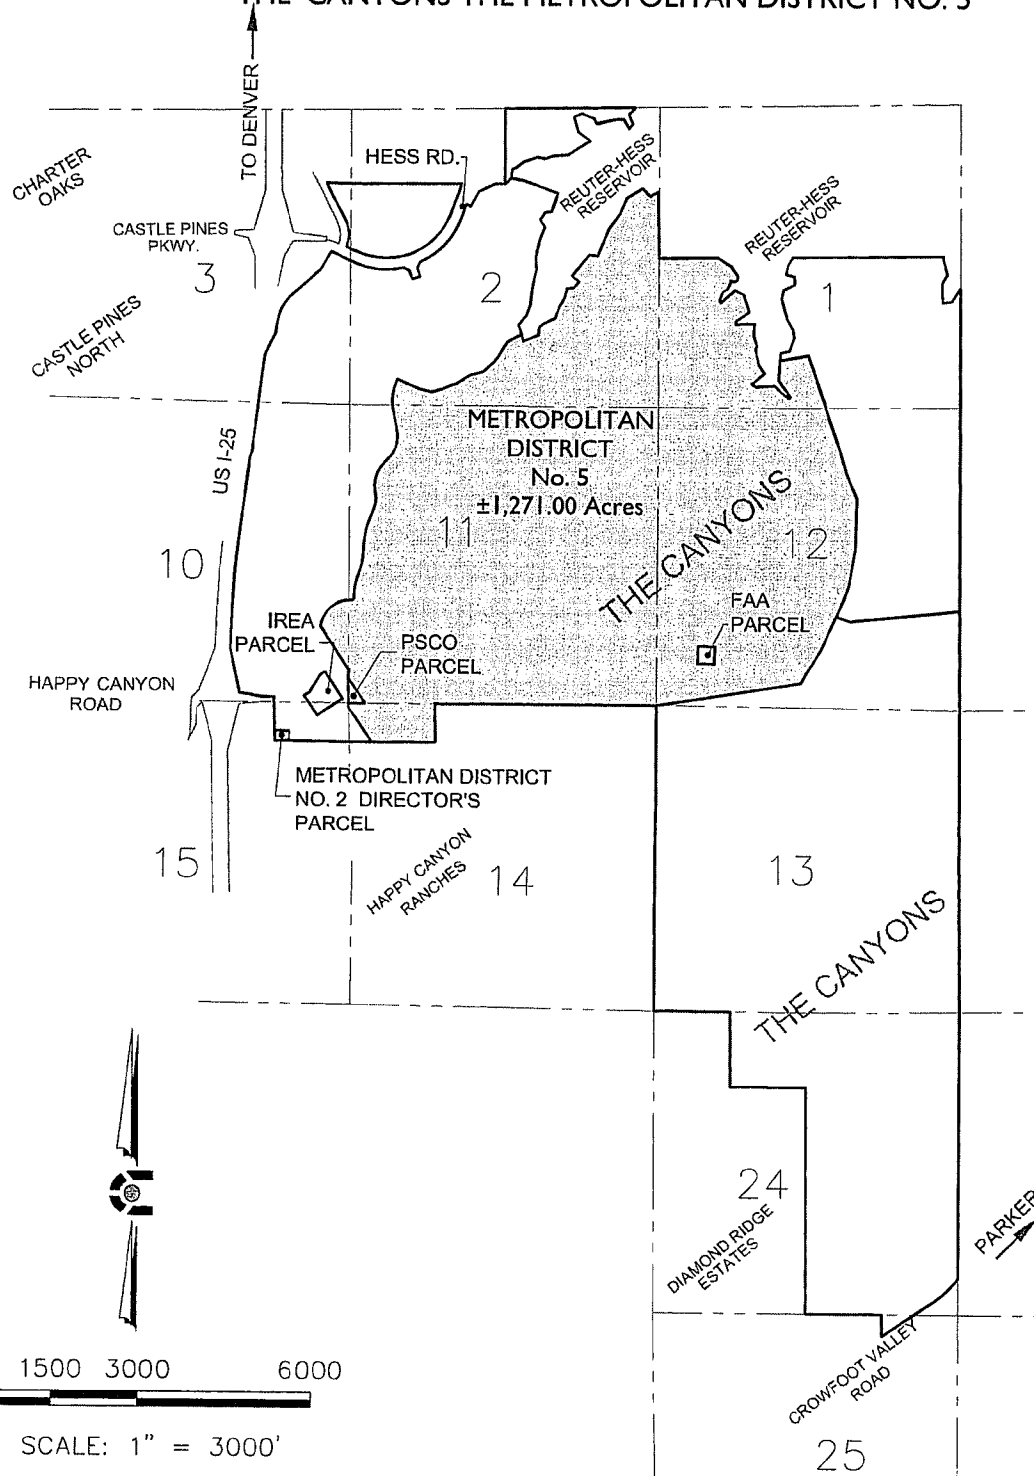 THE CANYONS THE METROPOLITAN DISTRICT NO. 5
TO DENVER
CHARTER
OAKS
HESS RD.
REUTER-HESS
RESERVOIR
REUTER-HESS
RESERVOIR
CASTLE PINES
PKWY.
3
2
1
CASTLE PINES
NORTH
US I-25
METROPOLITAN
DISTRICT
No. 5
±1,271.00 Acres
11
THE CANYONS
12
10
IREA
PARCEL
PSCO
PARCEL
FAA
PARCEL
HAPPY CANYON
ROAD
METROPOLITAN DISTRICT
NO. 2 DIRECTOR'S
PARCEL
15
HAPPY CANYON
RANCHES
14
13
THE CANYONS
24
DIAMOND RIDGE
ESTATES
PARKER
CROWFOOT VALLEY
ROAD
25
1500 3000 6000
SCALE: 1" = 3000'